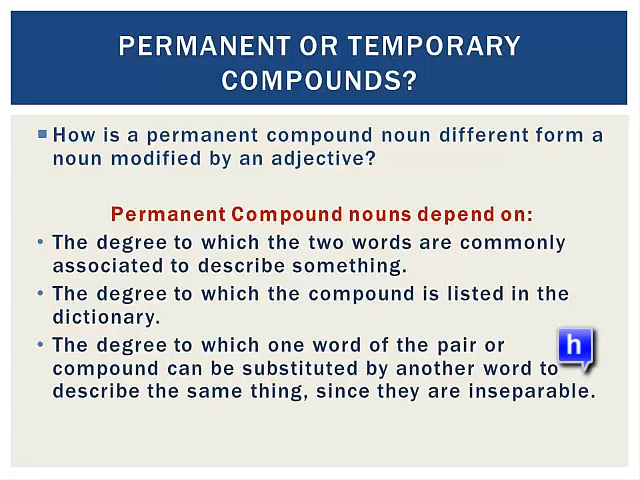 PERMANENT OR TEMPORARY
COMPOUNDS?
How is a permanent compound noun different form a
noun modified by an adjective?
Permanent Compound nouns depend on:
• The degree to which the two words are commonly
associated to describe something.
• The degree to which the compound is listed in the
dictionary.
• The degree to which one word of the pair or
compound can be substituted by another word to
describe the same thing, since they are inseparable.
h